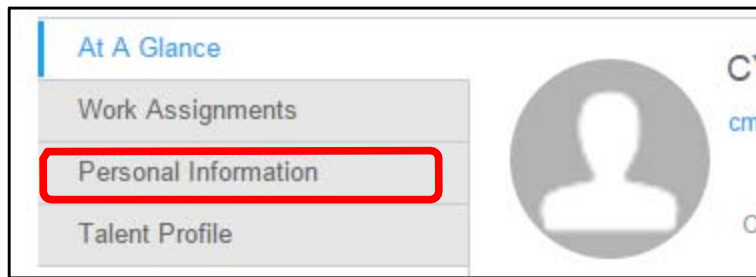 At A Glance
Work Assignments
Personal Information
Talent Profile